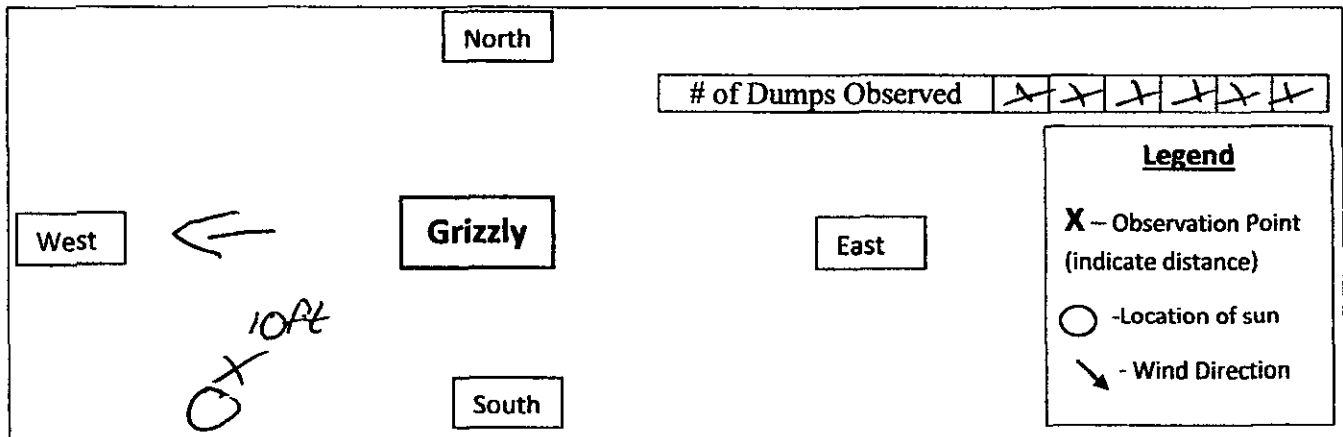 North
# of Dumps Observed X X X X X X
Legend
X – Observation Point
(indicate distance)
-Location of sun
- Wind Direction
West
Grizzly
East
10ft
X
South